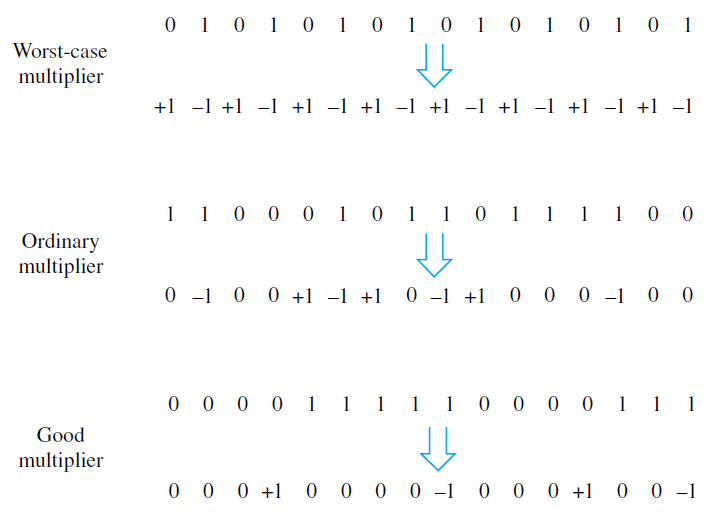 0 1 0 1 0 1 0 1 0 1 0 1 0 1 0 1
Worst-case
multiplier
+1 –1 +1 –1 +1 –1 +1 –1 +1 –1 +1 –1 +1 –1 +1 –1
1 1 0 0 0 1 0 1 1 0 1 1 1 1 0 0
Ordinary
multiplier
0 –1 0 0 +1 –1 +1 0 –1 +1 0 0 0 –1 0 0
0 0 0 0 1 1 1 1 1 0 0 0 0 1 1 1
Good
multiplier
0 0 0 +1 0 0 0 0 –1 0 0 0 +1 0 0 –1